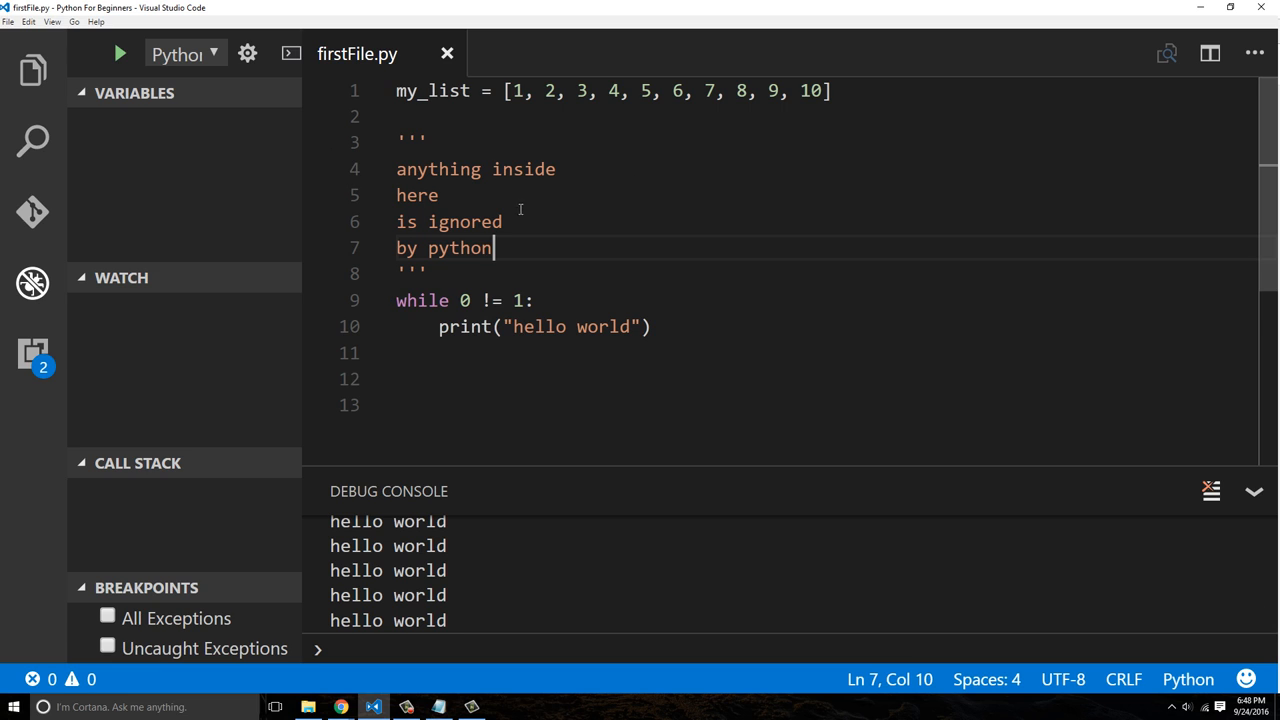 firstFile.py - Python For Beginners - Visual Studio Code
File Edit View Go Help
Pythor
firstFile.py
VARIABLES
WATCH
CALL STACK
BREAKPOINTS
All Exceptions
Uncaught Exceptions
2
1 my_list = [1, 2, 3, 4, 5, 6, 7, 8, 9, 10]
2
3 '''
4 anything inside
5 here
6 is ignored
7 by python
8 '''
9 while 0 != 1:
10 print("hello world")
11
12
13
DEBUG CONSOLE
hello world
hello world
hello world
hello world
hello world
0 0
Ln 7, Col 10 Spaces: 4 UTF-8 CRLF Python
I'm Cortana. Ask me anything.
6:48 PM
9/24/2016